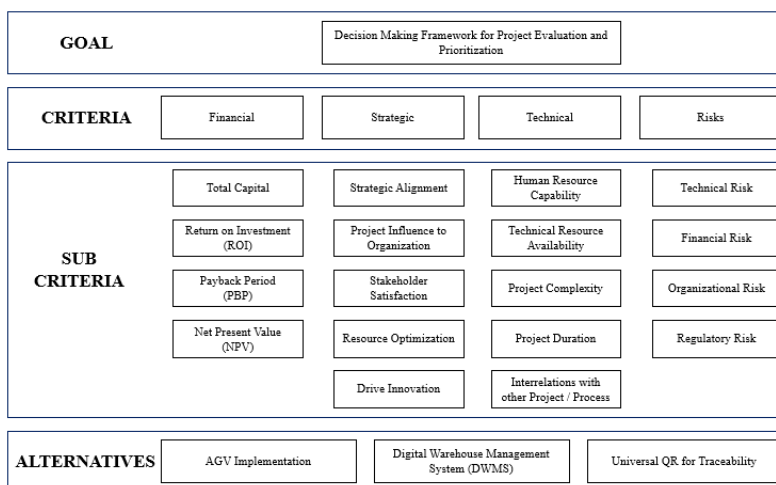 GOAL
Decision Making Framework for Project Evaluation and
Prioritization
CRITERIA
Financial
Strategic
Technical
Risks
SUB
CRITERIA
Total Capital
Strategic Alignment
Human Resource
Capability
Technical Risk
Return on Investment
(ROI)
Project Influence to
Organization
Technical Resource
Availability
Financial Risk
Payback Period
(PBP)
Stakeholder
Satisfaction
Project Complexity
Organizational Risk
Net Present Value
(NPV)
Resource Optimization
Project Duration
Regulatory Risk
Drive Innovation
Interrelations with
other Project / Process
ALTERNATIVES
AGV Implementation
Digital Warehouse Management
System (DWMS)
Universal QR for Traceability